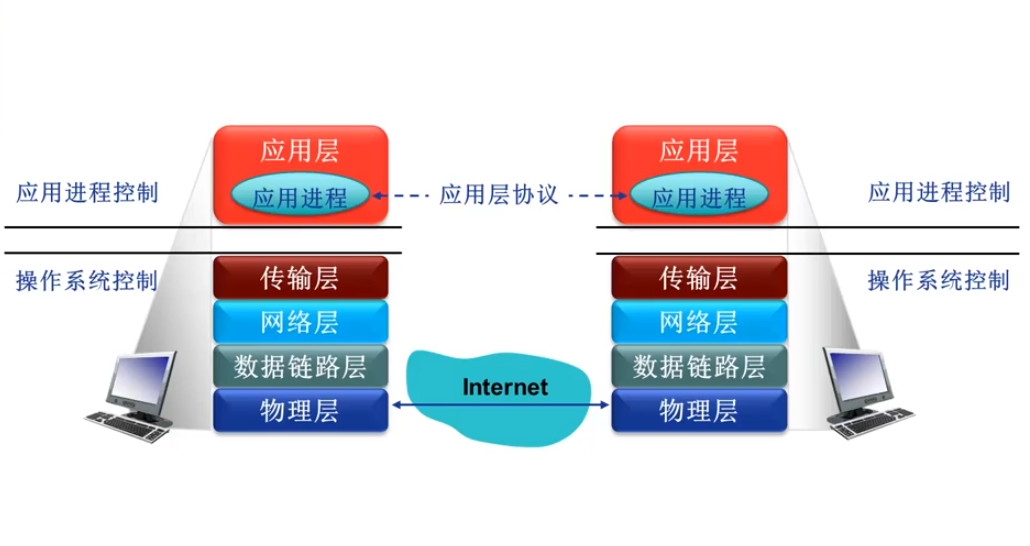 应用层
应用进程
应用进程控制
操作系统控制
传输层
网络层
数据链路层
物理层
应用层协议
Internet
应用层
应用进程
应用进程控制
操作系统控制
传输层
网络层
数据链路层
物理层